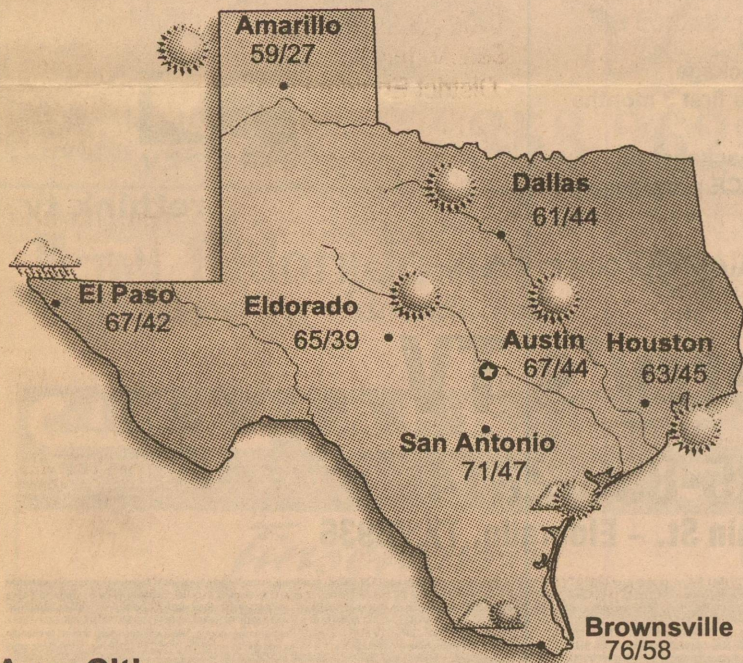 Amarillo
59/27
Dallas
61/44
El Paso
67/42
Eldorado
65/39
Austin
67/44
Houston
63/45
San Antonio
71/47
Brownsville
76/58